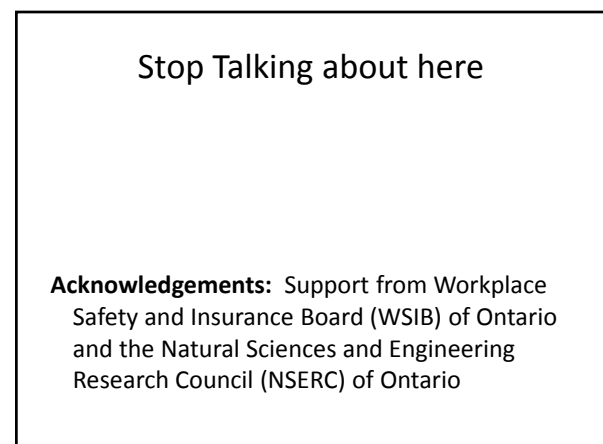 Stop Talking about here
Acknowledgements: Support from Workplace
Safety and Insurance Board (WSIB) of Ontario
and the Natural Sciences and Engineering
Research Council (NSERC) of Ontario